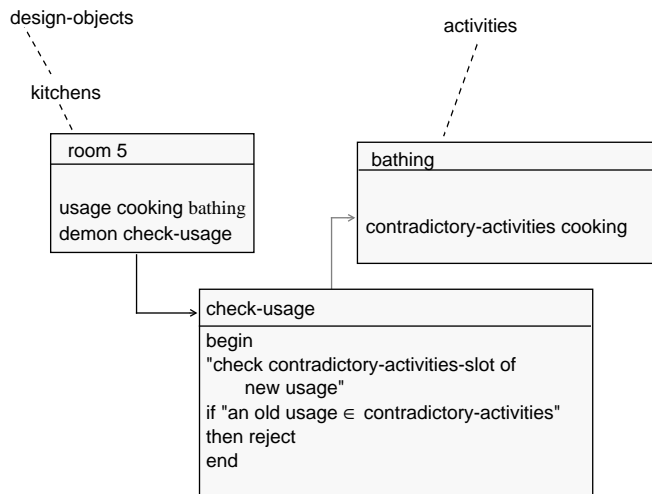 design-objects
activities
kitchens
room 5
usage cooking bathing
demon check-usage
bathing
contradictory-activities cooking
check-usage
begin
"check contradictory-activities-slot of
new usage"
if "an old usage ∈ contradictory-activities"
then reject
end